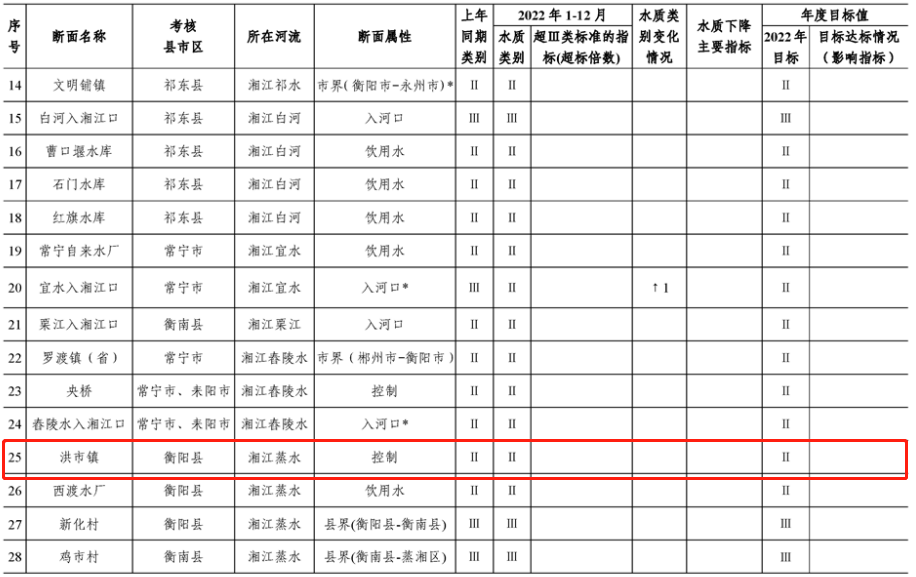 序号 断面名称 考核县市区 所在河流 断面属性 上年同期类别 2022年1-12月 水质类别变化情况 水质下降主要指标 年度目标值
水质类别 超Ⅲ类标准的指标(超标倍数) 2022年目标 目标达标情况（影响指标）
14 文明铺镇 祁东县 湘江祁水 市界(衡阳市-永州市)* Ⅱ Ⅱ Ⅱ
15 白河入湘江口 祁东县 湘江白河 入河口 Ⅲ Ⅲ Ⅲ
16 曹口堰水库 祁东县 湘江白河 饮用水 Ⅱ Ⅱ Ⅱ
17 石门水库 祁东县 湘江白河 饮用水 Ⅱ Ⅱ Ⅱ
18 红旗水库 祁东县 湘江白河 饮用水 Ⅱ Ⅱ Ⅱ
19 常宁自来水厂 常宁市 湘江宜水 饮用水 Ⅱ Ⅱ Ⅱ
20 宜水入湘江口 常宁市 湘江宜水 入河口* Ⅲ Ⅱ ↑1 Ⅱ
21 栗江入湘江口 衡南县 湘江栗江 入河口 Ⅱ Ⅱ Ⅱ
22 罗渡镇（省） 常宁市 湘江舂陵水 市界（郴州市-衡阳市） Ⅱ Ⅱ Ⅱ
23 央桥 常宁市、耒阳市 湘江舂陵水 控制 Ⅱ Ⅱ Ⅱ
24 舂陵水入湘江口 常宁市、耒阳市 湘江舂陵水 入河口* Ⅱ Ⅱ Ⅱ
25 洪市镇 衡阳县 湘江蒸水 控制 Ⅱ Ⅱ Ⅱ
26 西渡水厂 衡阳县 湘江蒸水 饮用水 Ⅱ Ⅱ Ⅱ
27 新化村 衡阳县 湘江蒸水 县界(衡阳县-衡南县) Ⅲ Ⅲ Ⅲ
28 鸡市村 衡南县 湘江蒸水 县界(衡南县-蒸湘区) Ⅲ Ⅲ Ⅲ